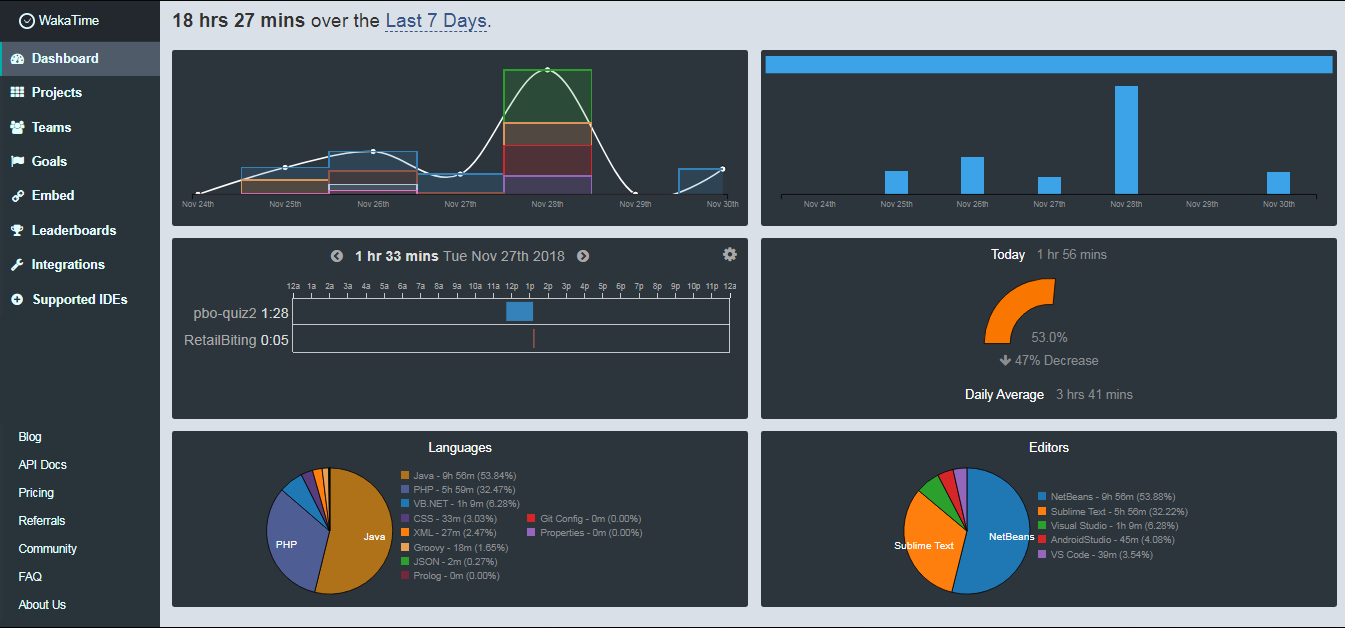 WakaTime
Dashboard
Projects
Teams
Goals
Embed
Leaderboards
Integrations
Supported IDEs
Blog
API Docs
Pricing
Referrals
Community
FAQ
About Us
18 hrs 27 mins over the Last 7 Days.
Nov 24th Nov 25th Nov 26th Nov 27th Nov 28th Nov 29th Nov 30th
Nov 24th Nov 25th Nov 26th Nov 27th Nov 28th Nov 29th Nov 30th
1 hr 33 mins Tue Nov 27th 2018
12a 1a 2a 3a 4a 5a 6a 7a 8a 9a 10a 11a 12p 1p 2p 3p 4p 5p 6p 7p 8p 9p 10p 11p 12a
pbo-quiz2 1:28
RetailBiting 0:05
Today 1 hr 56 mins
53.0%
47% Decrease
Daily Average 3 hrs 41 mins
Languages
PHP
Java
Java - 9h 56m (53.84%)
PHP - 5h 59m (32.47%)
VB.NET - 1h 9m (6.28%)
CSS - 33m (3.03%)
XML - 27m (2.47%)
Groovy - 18m (1.65%)
JSON - 2m (0.27%)
Prolog - 0m (0.00%)
Git Config - 0m (0.00%)
Properties - 0m (0.00%)
Editors
Sublime Text
NetBeans
NetBeans - 9h 56m (53.88%)
Sublime Text - 5h 56m (32.22%)
Visual Studio - 1h 9m (6.28%)
AndroidStudio - 45m (4.08%)
VS Code - 39m (3.54%)